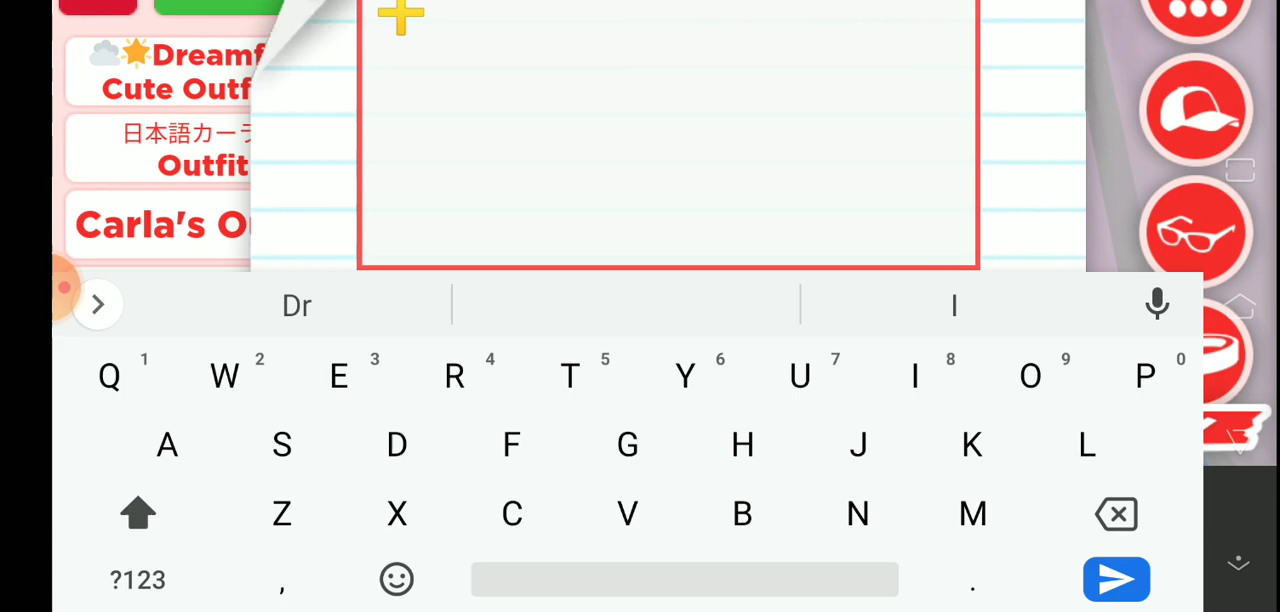 ☁️🌟Dreamf
Cute Outf
日本語カーラ
Outfit
Carla's O
Dr
I
Q 1 W 2 E 3 R 4 T 5 Y 6 U 7 I 8 O 9 P 0
A S D F G H J K L
Z X C V B N M
?123 , .